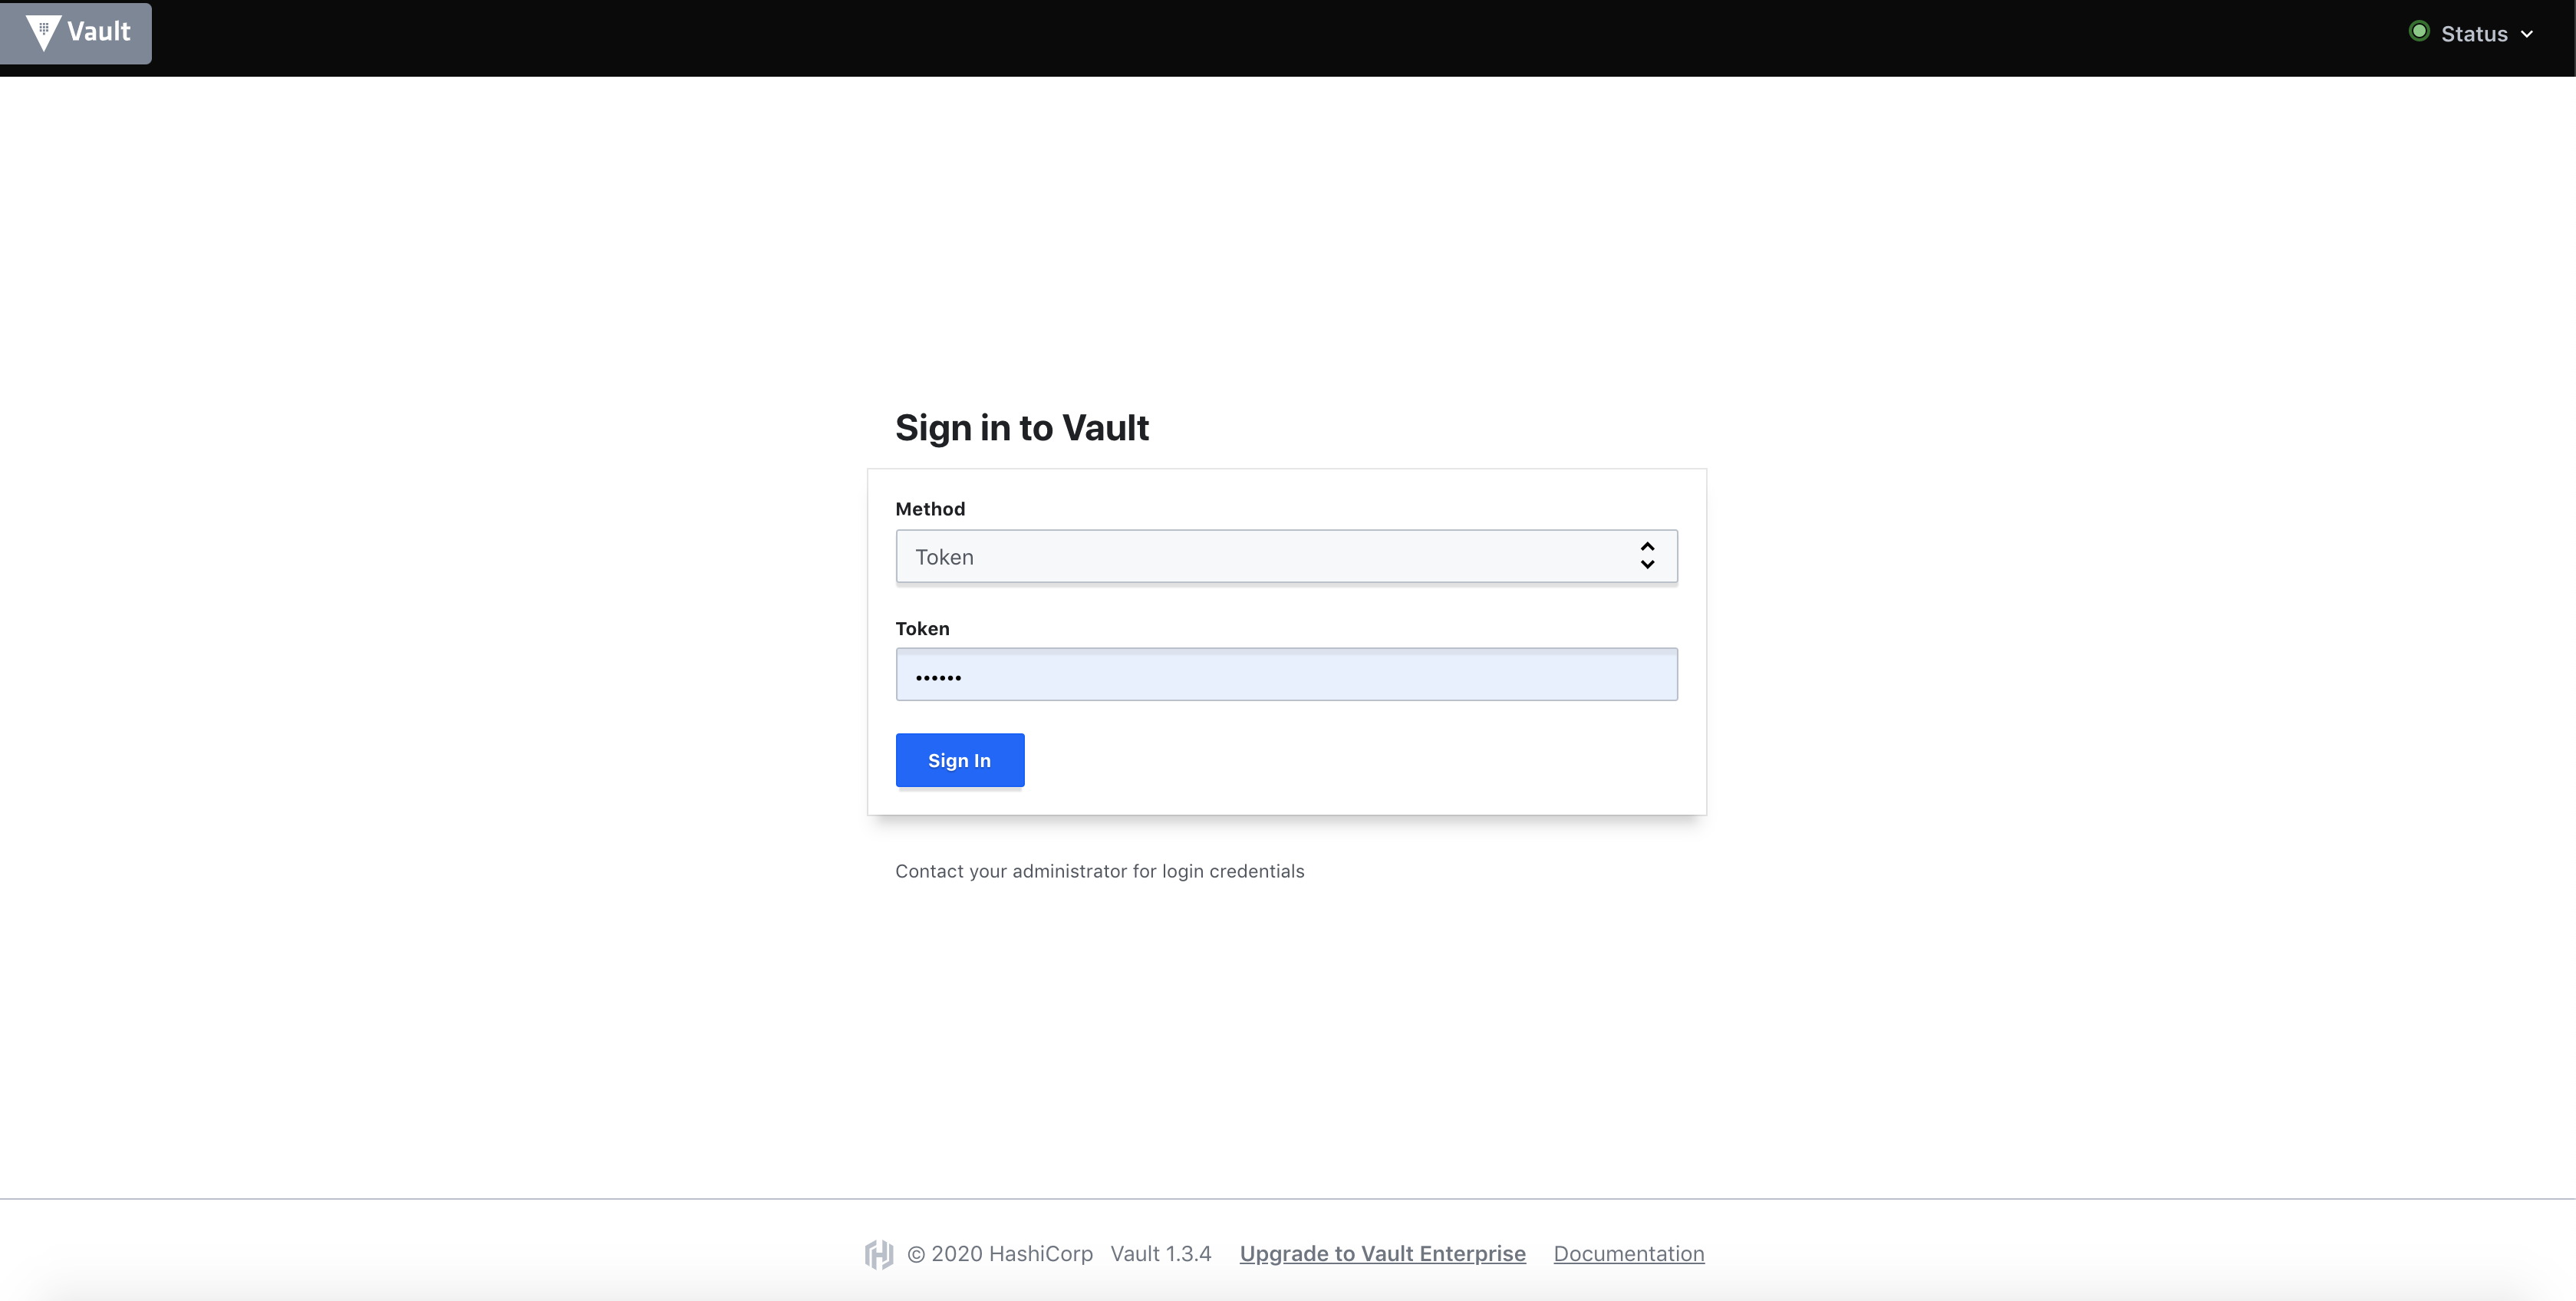 Vault
Status
Sign in to Vault
Method
Token
Token
••••••
Sign In
Contact your administrator for login credentials
© 2020 HashiCorp Vault 1.3.4 Upgrade to Vault Enterprise Documentation